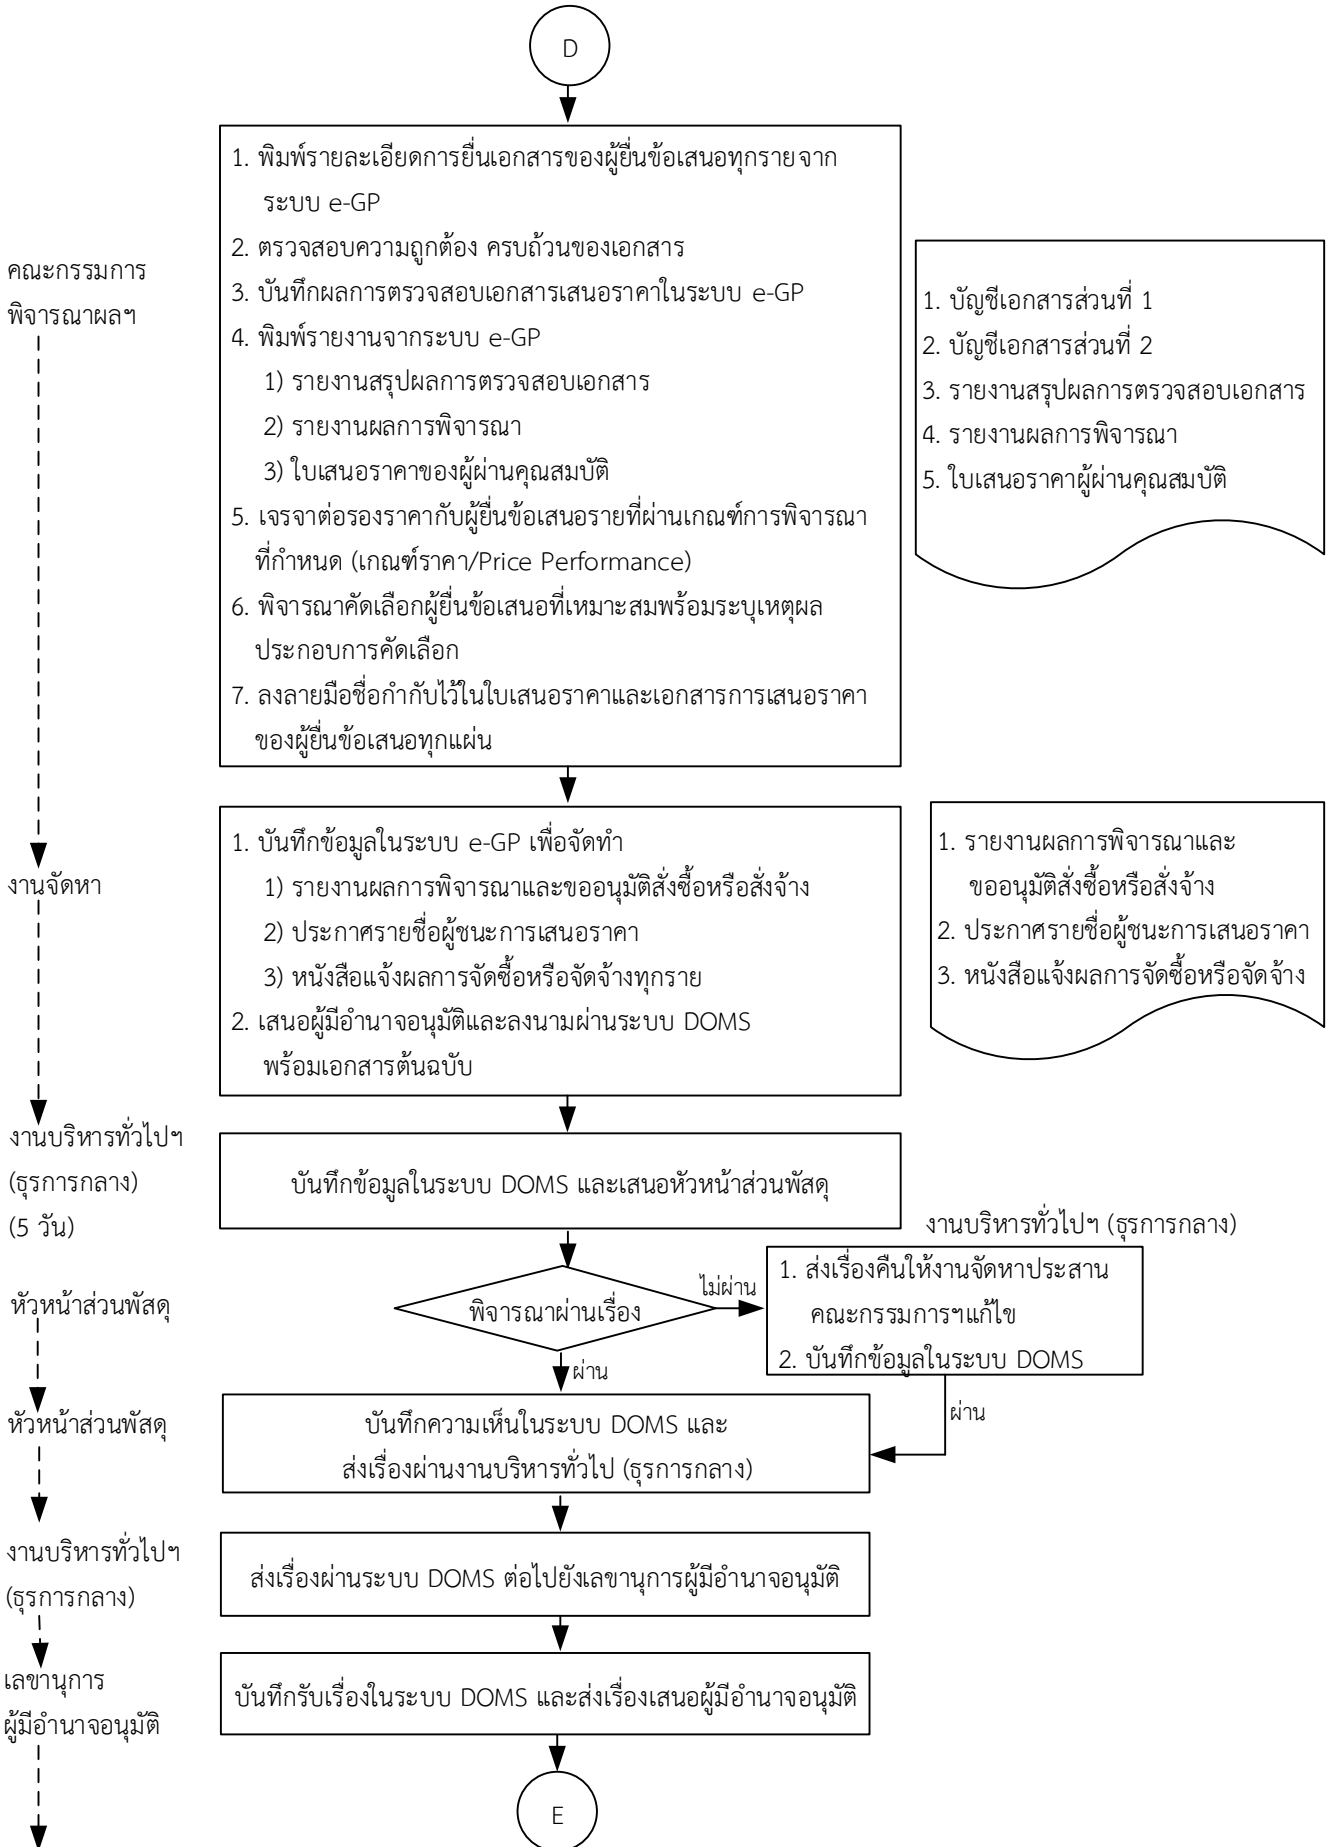 D
1. พิมพ์รายละเอียดการยื่นเอกสารของผู้ยื่นข้อเสนอทุกรายจาก
ระบบ e-GP
2. ตรวจสอบความถูกต้อง ครบถ้วนของเอกสาร
3. บันทึกผลการตรวจสอบเอกสารเสนอราคาในระบบ e-GP
4. พิมพ์รายงานจากระบบ e-GP
1) รายงานสรุปผลการตรวจสอบเอกสาร
2) รายงานผลการพิจารณา
3) ใบเสนอราคาของผู้ผ่านคุณสมบัติ
5. เจรจาต่อรองราคากับผู้ยื่นข้อเสนอรายที่ผ่านเกณฑ์การพิจารณา
ที่กำหนด (เกณฑ์ราคา/Price Performance)
6. พิจารณาคัดเลือกผู้ยื่นข้อเสนอที่เหมาะสมพร้อมระบุเหตุผล
ประกอบการคัดเลือก
7. ลงลายมือชื่อกำกับไว้ในใบเสนอราคาและเอกสารการเสนอราคา
ของผู้ยื่นข้อเสนอทุกแผ่น
คณะกรรมการ
พิจารณาผลฯ
1. บัญชีเอกสารส่วนที่ 1
2. บัญชีเอกสารส่วนที่ 2
3. รายงานสรุปผลการตรวจสอบเอกสาร
4. รายงานผลการพิจารณา
5. ใบเสนอราคาผู้ผ่านคุณสมบัติ
งานจัดหา
1. บันทึกข้อมูลในระบบ e-GP เพื่อจัดทำ
1) รายงานผลการพิจารณาและขออนุมัติสั่งซื้อหรือสั่งจ้าง
2) ประกาศรายชื่อผู้ชนะการเสนอราคา
3) หนังสือแจ้งผลการจัดซื้อหรือจัดจ้างทุกราย
2. เสนอผู้มีอำนาจอนุมัติและลงนามผ่านระบบ DOMS
พร้อมเอกสารต้นฉบับ
1. รายงานผลการพิจารณาและ
ขออนุมัติสั่งซื้อหรือสั่งจ้าง
2. ประกาศรายชื่อผู้ชนะการเสนอราคา
3. หนังสือแจ้งผลการจัดซื้อหรือจัดจ้าง
งานบริหารทั่วไปฯ
(ธุรการกลาง)
(5 วัน)
บันทึกข้อมูลในระบบ DOMS และเสนอหัวหน้าส่วนพัสดุ
งานบริหารทั่วไปฯ (ธุรการกลาง)
หัวหน้าส่วนพัสดุ
พิจารณาผ่านเรื่อง
ไม่ผ่าน
1. ส่งเรื่องคืนให้งานจัดหาประสาน
คณะกรรมการฯแก้ไข
2. บันทึกข้อมูลในระบบ DOMS
ผ่าน
ผ่าน
หัวหน้าส่วนพัสดุ
บันทึกความเห็นในระบบ DOMS และ
ส่งเรื่องผ่านงานบริหารทั่วไป (ธุรการกลาง)
งานบริหารทั่วไปฯ
(ธุรการกลาง)
ส่งเรื่องผ่านระบบ DOMS ต่อไปยังเลขานุการผู้มีอำนาจอนุมัติ
เลขานุการ
ผู้มีอำนาจอนุมัติ
บันทึกรับเรื่องในระบบ DOMS และส่งเรื่องเสนอผู้มีอำนาจอนุมัติ
E